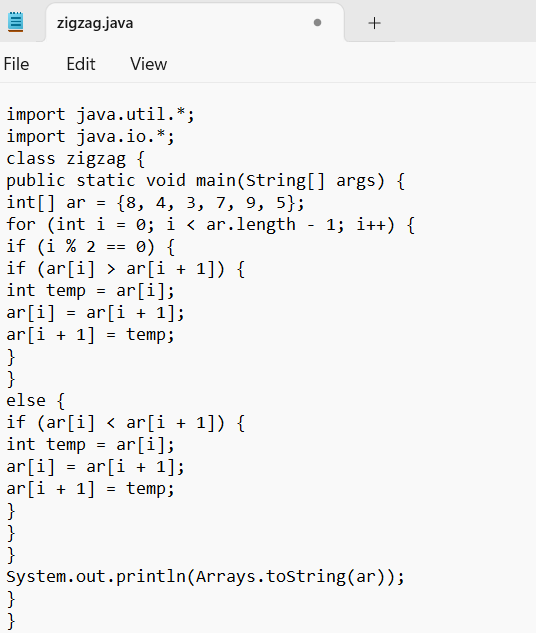 zigzag.java
File Edit View
import java.util.*;
import java.io.*;
class zigzag {
public static void main(String[] args) {
int[] ar = {8, 4, 3, 7, 9, 5};
for (int i = 0; i < ar.length - 1; i++) {
if (i % 2 == 0) {
if (ar[i] > ar[i + 1]) {
int temp = ar[i];
ar[i] = ar[i + 1];
ar[i + 1] = temp;
}
}
else {
if (ar[i] < ar[i + 1]) {
int temp = ar[i];
ar[i] = ar[i + 1];
ar[i + 1] = temp;
}
}
}
System.out.println(Arrays.toString(ar));
}
}